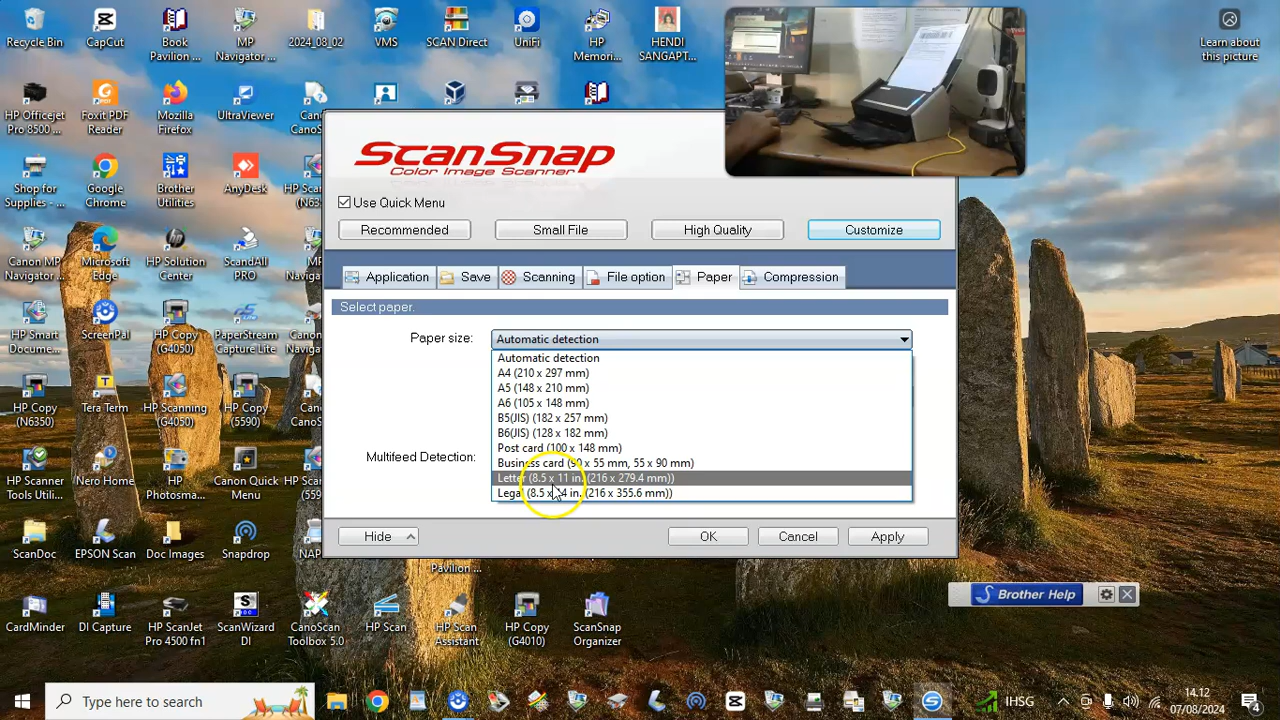 Recycle Bin
CapCut
Book
Pavilion ...
MP
Navigator ...
2024_08_02
VMS
SCAN Direct
UniFi
HP
Memori...
HENDI
SANGAPT...
Learn about
this picture
HP Officejet
Pro 8500 ...
Foxit PDF
Reader
Mozilla
Firefox
UltraViewer
Can
CanoS
Shop for
Supplies - ...
Google
Chrome
Brother
Utilities
AnyDesk
HP Scan
(N635
Canon MP
Navigator ...
Microsoft
Edge
HP Solution
Center
ScandAll
PRO
HP Smart
Docume...
ScreenPal
HP Copy
(G4050)
PaperStream
Capture Lite
HP Copy
(N6350)
Tera Term
HP Scanning
(G4050)
HP Copy
(5590)
HP Scanner
Tools Utili...
Nero Home
ScanDoc
EPSON Scan
Doc Images
Snapdrop
NAP
Pavilion ...
CardMinder
DI Capture
HP ScanJet
Pro 4500 fn1
ScanWizard
DI
CanoScan
Toolbox 5.0
HP Scan
HP Scan
Assistant
HP Copy
(G4010)
ScanSnap
Organizer
ScanSnap
Color Image Scanner
Use Quick Menu
Recommended
Small File
High Quality
Customize
Application
Save
Scanning
File option
Paper
Compression
Select paper.
Paper size:
Automatic detection
Automatic detection
A4 (210 x 297 mm)
A5 (148 x 210 mm)
A6 (105 x 148 mm)
B5(JIS) (182 x 257 mm)
B6(JIS) (128 x 182 mm)
Post card (100 x 148 mm)
Multifeed Detection:
Business card (90 x 55 mm, 55 x 90 mm)
Letter (8.5 x 11 in. (216 x 279.4 mm))
Legal (8.5 x 14 in. (216 x 355.6 mm))
Hide
OK
Cancel
Apply
Brother Help
Type here to search
IHSG
14.12
07/08/2024
4